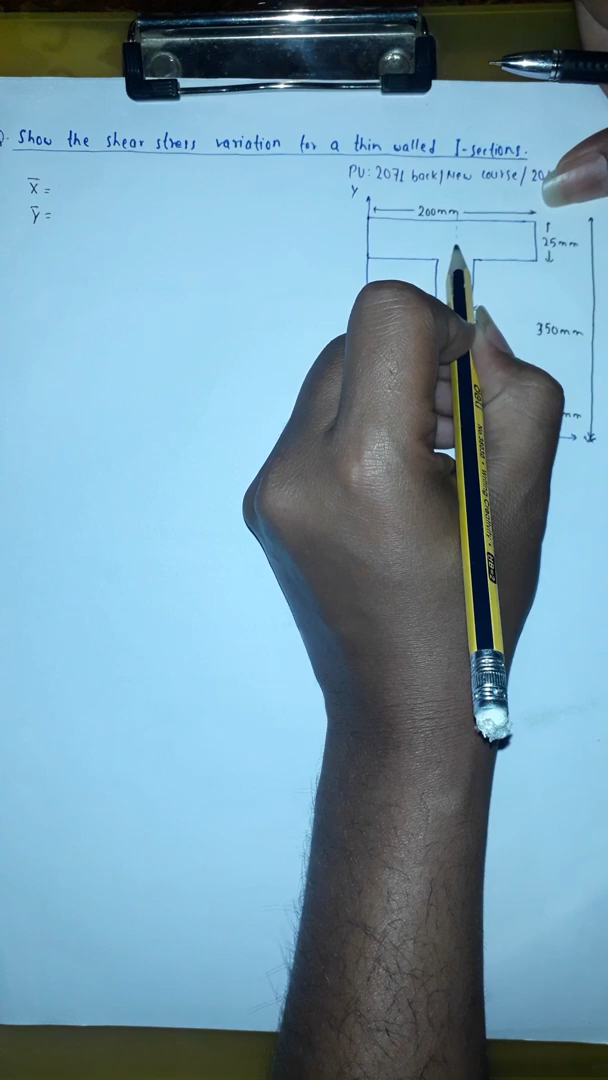 Q. Show the shear stress variation for a thin walled I-sections.
PU: 2071 back/New course/
Y
200mm
X̅ =
Y̅ =
25mm
350mm
mm
deli